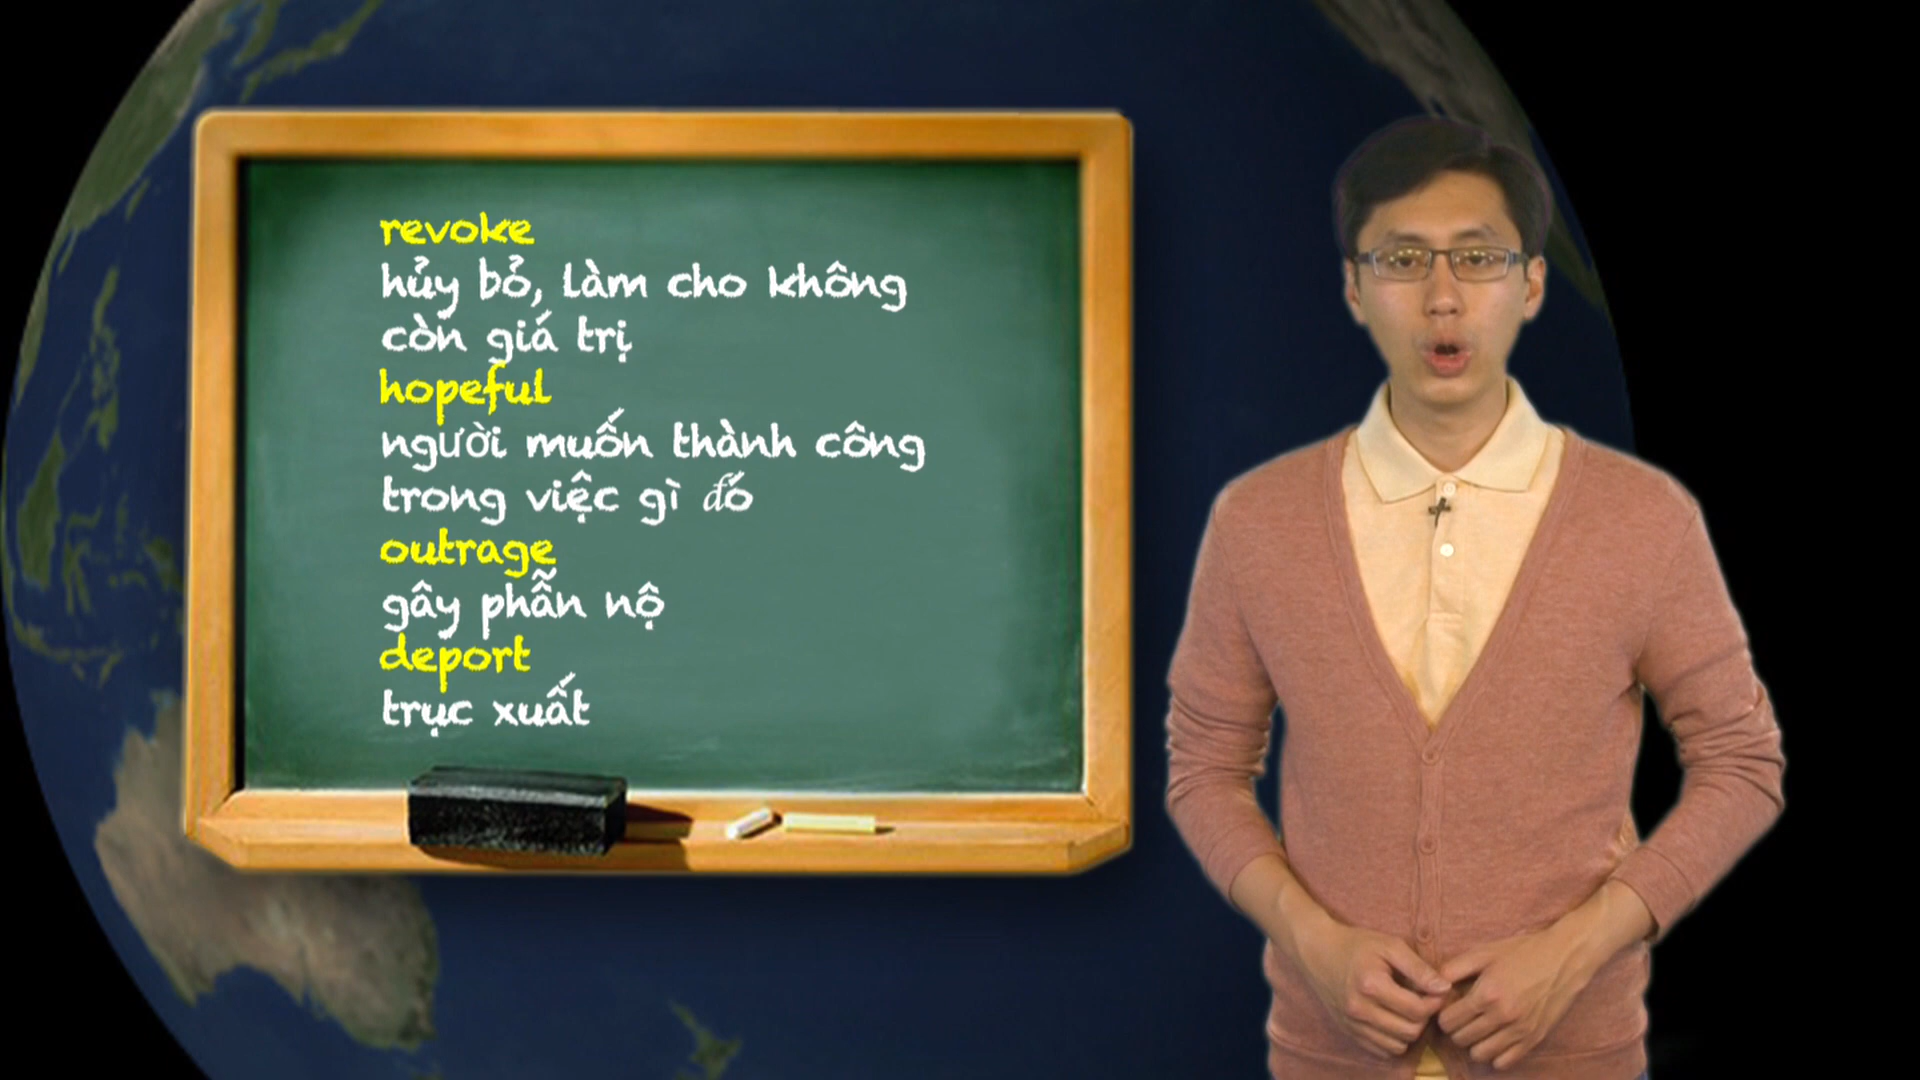 revoke
hủy bỏ, làm cho không
còn giá trị
hopeful
người muốn thành công
trong việc gì đó
outrage
gây phẫn nộ
deport
trục xuất